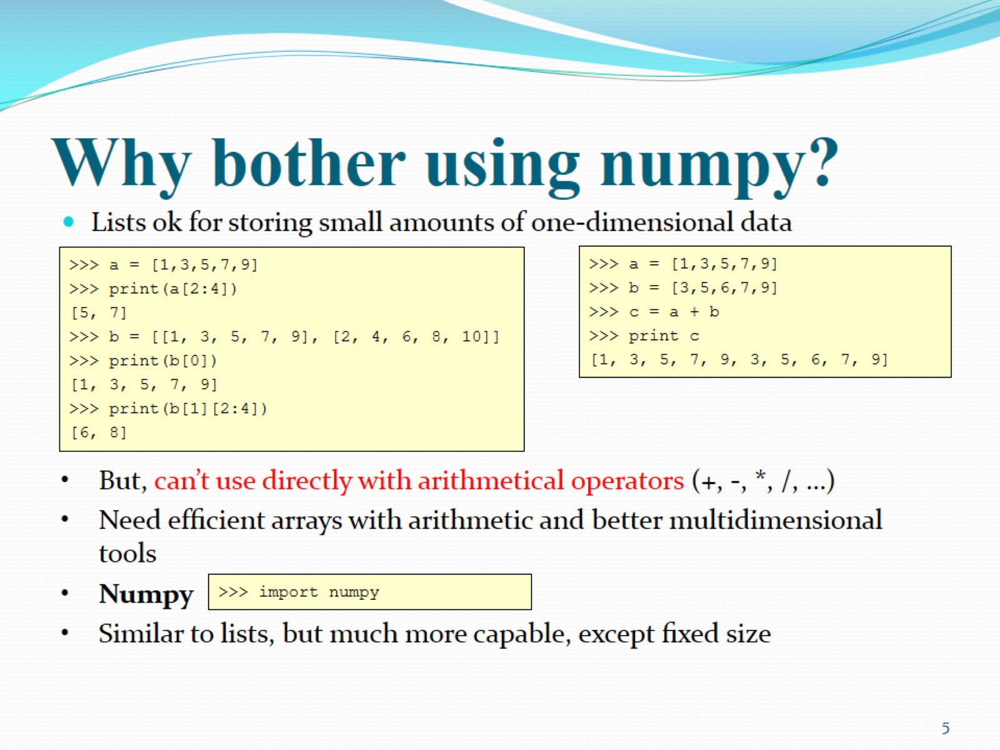 Why bother using numpy?
• Lists ok for storing small amounts of one-dimensional data
>>> a = [1,3,5,7,9]
>>> print(a[2:4])
[5, 7]
>>> b = [[1, 3, 5, 7, 9], [2, 4, 6, 8, 10]]
>>> print(b[0])
[1, 3, 5, 7, 9]
>>> print(b[1][2:4])
[6, 8]
>>> a = [1,3,5,7,9]
>>> b = [3,5,6,7,9]
>>> c = a + b
>>> print c
[1, 3, 5, 7, 9, 3, 5, 6, 7, 9]
• But, can't use directly with arithmetical operators (+, -, *, /, …)
• Need efficient arrays with arithmetic and better multidimensional
tools
• Numpy
>>> import numpy
• Similar to lists, but much more capable, except fixed size
5